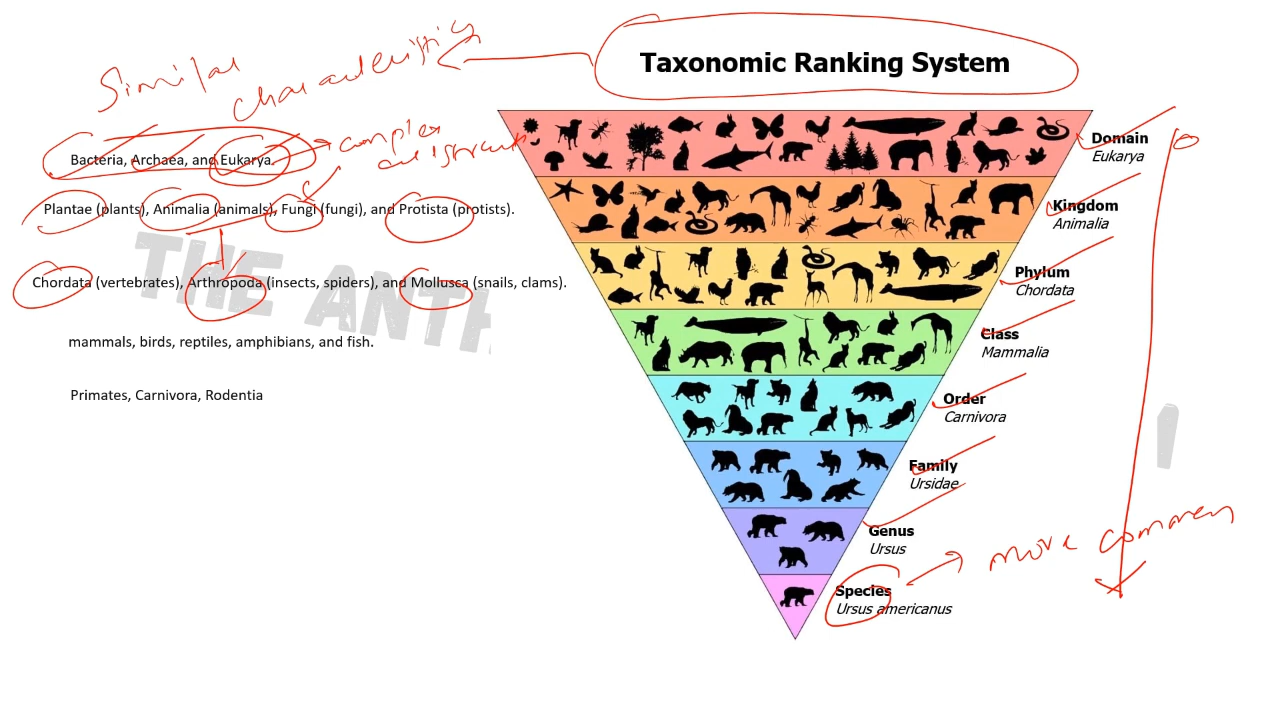 Taxonomic Ranking System
Similar
characteristics
Bacteria, Archaea, and Eukarya.
complex
Plantae (plants), Animalia (animals), Fungi (fungi), and Protista (protists).
Chordata (vertebrates), Arthropoda (insects, spiders), and Mollusca (snails, clams).
mammals, birds, reptiles, amphibians, and fish.
Primates, Carnivora, Rodentia
THE ANTH
Domain
Eukarya
Kingdom
Animalia
Phylum
Chordata
Class
Mammalia
Order
Carnivora
Family
Ursidae
Genus
Ursus
Species
Ursus americanus
more common